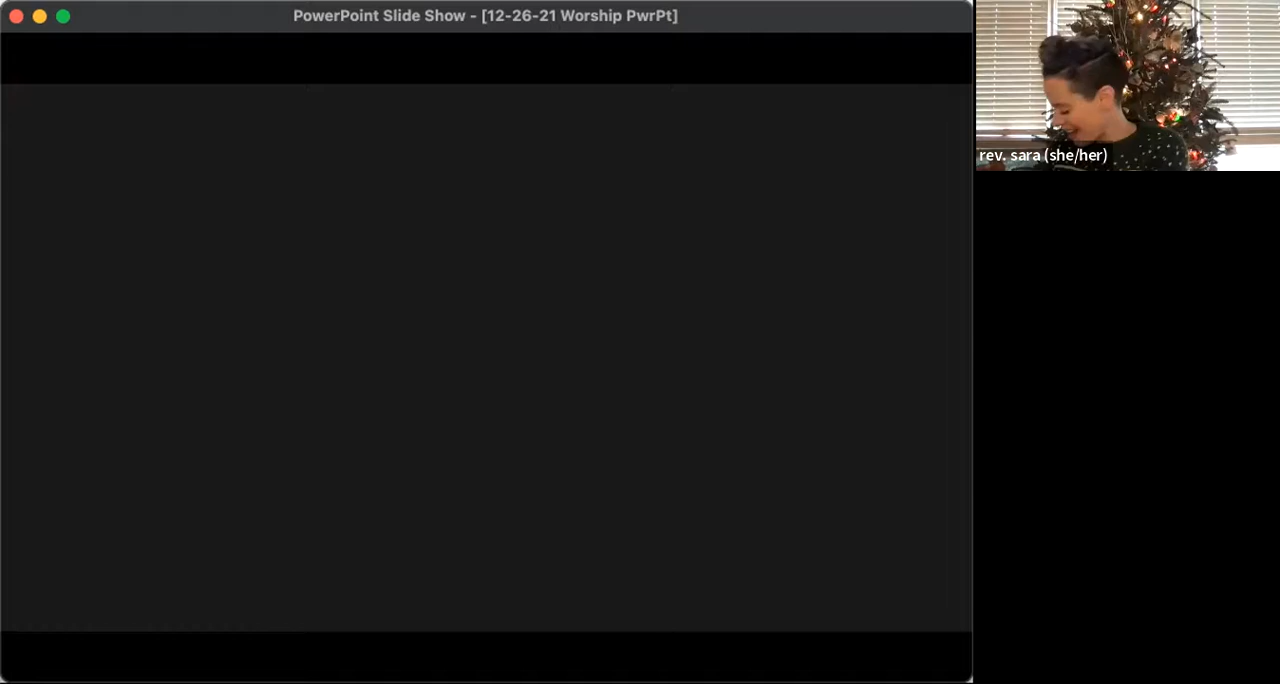 PowerPoint Slide Show - [12-26-21 Worship PwrPt]
rev. sara (she/her)